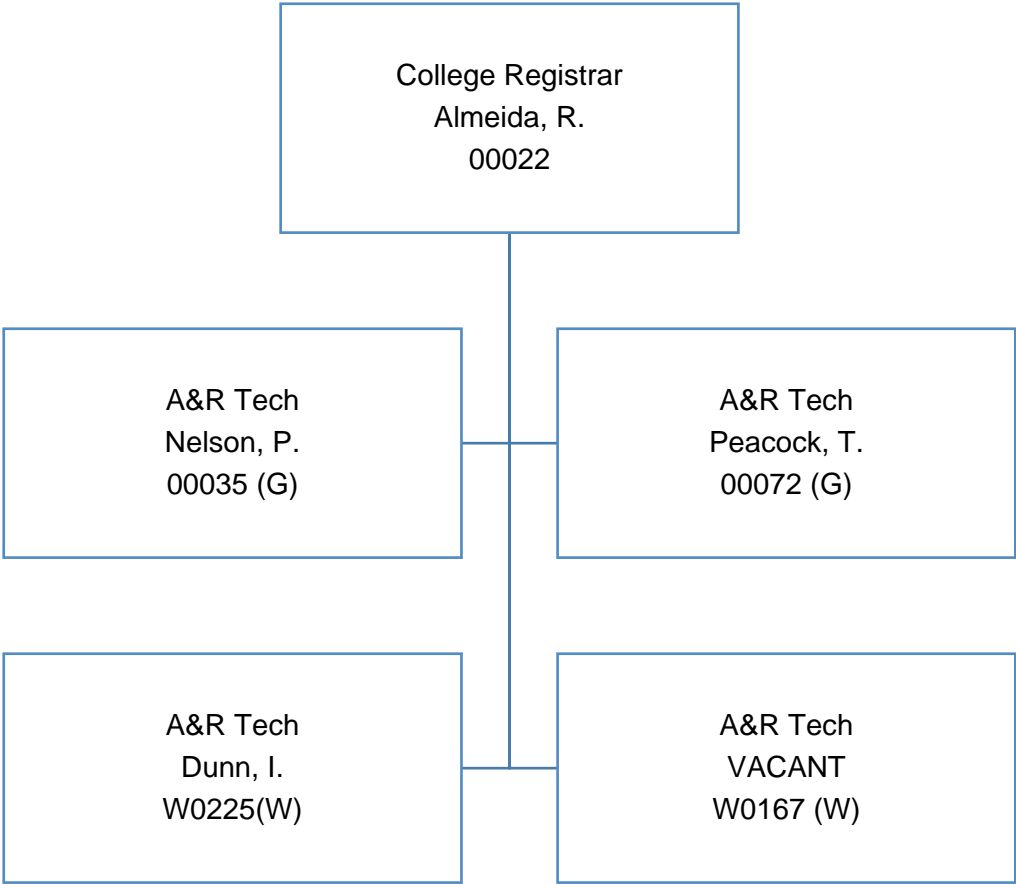 College Registrar
Almeida, R.
00022
A&R Tech
Nelson, P.
00035 (G)
A&R Tech
Peacock, T.
00072 (G)
A&R Tech
Dunn, I.
W0225(W)
A&R Tech
VACANT
W0167 (W)